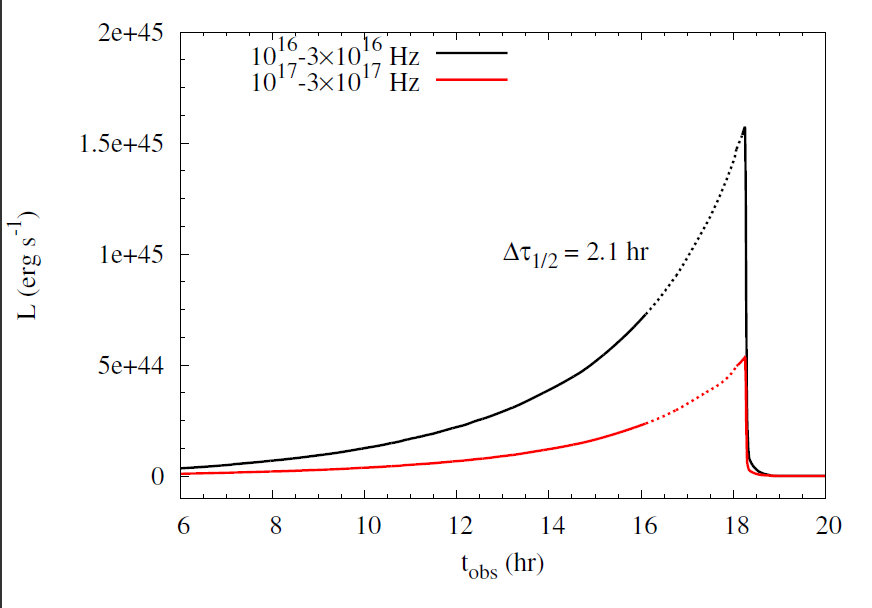 2e+45
10^16-3×10^16 Hz
10^17-3×10^17 Hz
1.5e+45
1e+45
Δτ_1/2 = 2.1 hr
5e+44
0
L (erg s^-1)
6 8 10 12 14 16 18 20
t_obs (hr)